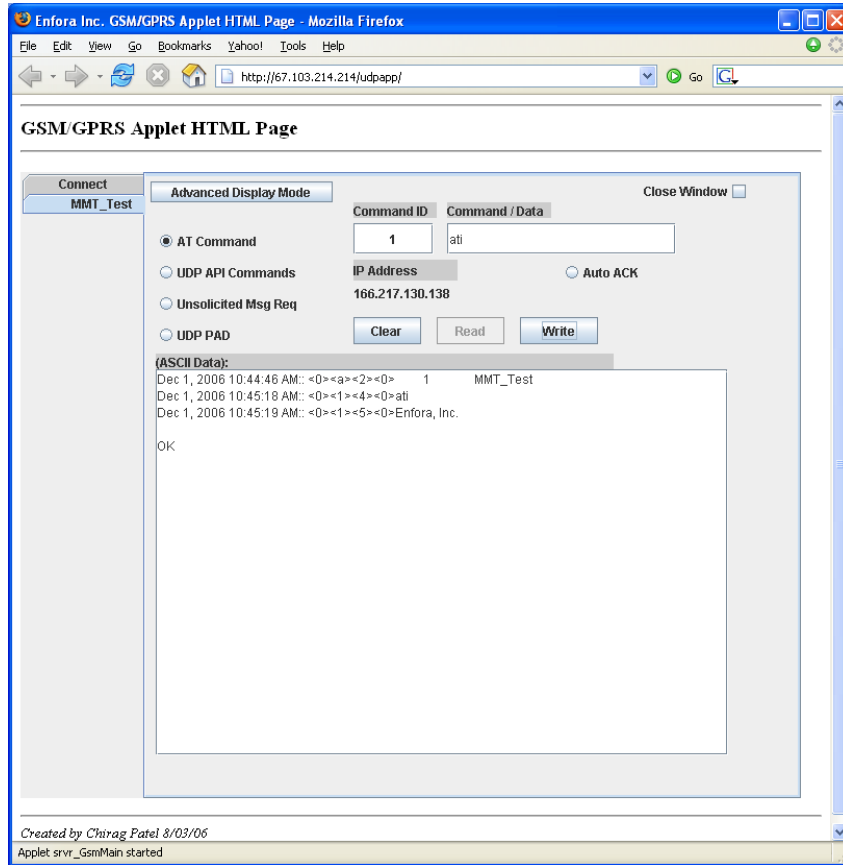 Enfora Inc. GSM/GPRS Applet HTML Page - Mozilla Firefox
File Edit View Go Bookmarks Yahoo! Tools Help
http://67.103.214.214/udpapp/ Go G
GSM/GPRS Applet HTML Page
Connect
MMT_Test
Advanced Display Mode Close Window
Command ID Command / Data
AT Command 1 ati
UDP API Commands IP Address Auto ACK
Unsolicited Msg Req 166.217.130.138
UDP PAD Clear Read Write
(ASCII Data):
Dec 1, 2006 10:44:46 AM:: <0><a><2><0> 1 MMT_Test
Dec 1, 2006 10:45:18 AM:: <0><1><4><0>ati
Dec 1, 2006 10:45:19 AM:: <0><1><5><0>Enfora, Inc.
OK
Created by Chirag Patel 8/03/06
Applet srvr_GsmMain started